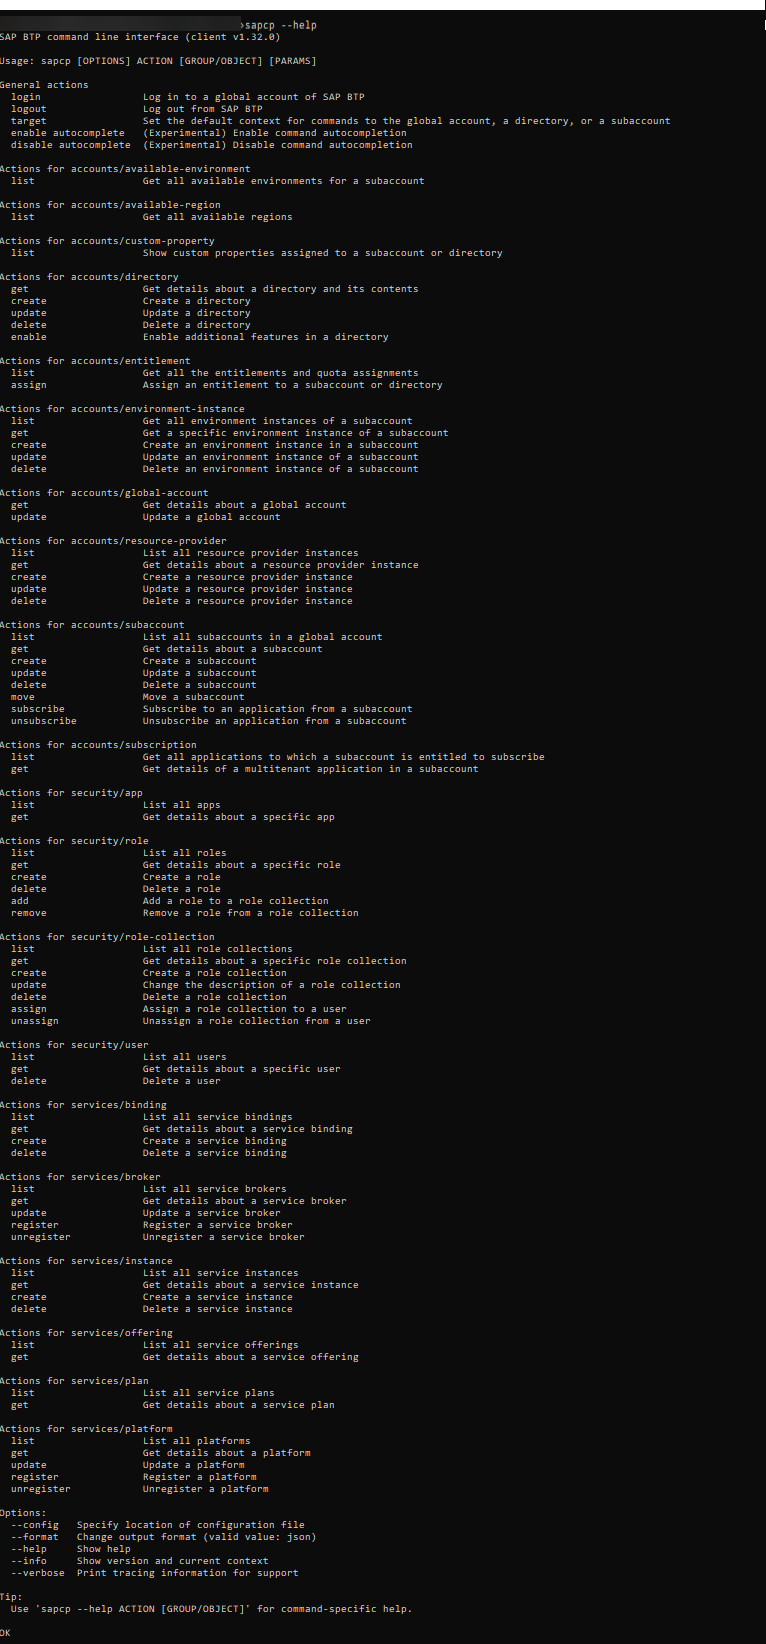 >sapcp --help
SAP BTP command line interface (client v1.32.0)
Usage: sapcp [OPTIONS] ACTION [GROUP/OBJECT] [PARAMS]
General actions
login Log in to a global account of SAP BTP
logout Log out from SAP BTP
target Set the default context for commands to the global account, a directory, or a subaccount
enable autocomplete (Experimental) Enable command autocompletion
disable autocomplete (Experimental) Disable command autocompletion
Actions for accounts/available-environment
list Get all available environments for a subaccount
Actions for accounts/available-region
list Get all available regions
Actions for accounts/custom-property
list Show custom properties assigned to a subaccount or directory
Actions for accounts/directory
get Get details about a directory and its contents
create Create a directory
update Update a directory
delete Delete a directory
enable Enable additional features in a directory
Actions for accounts/entitlement
list Get all the entitlements and quota assignments
assign Assign an entitlement to a subaccount or directory
Actions for accounts/environment-instance
list Get all environment instances of a subaccount
get Get a specific environment instance of a subaccount
create Create an environment instance in a subaccount
update Update an environment instance of a subaccount
delete Delete an environment instance of a subaccount
Actions for accounts/global-account
get Get details about a global account
update Update a global account
Actions for accounts/resource-provider
list List all resource provider instances
get Get details about a resource provider instance
create Create a resource provider instance
update Update a resource provider instance
delete Delete a resource provider instance
Actions for accounts/subaccount
list List all subaccounts in a global account
get Get details about a subaccount
create Create a subaccount
update Update a subaccount
delete Delete a subaccount
move Move a subaccount
subscribe Subscribe to an application from a subaccount
unsubscribe Unsubscribe an application from a subaccount
Actions for accounts/subscription
list Get all applications to which a subaccount is entitled to subscribe
get Get details of a multitenant application in a subaccount
Actions for security/app
list List all apps
get Get details about a specific app
Actions for security/role
list List all roles
get Get details about a specific role
create Create a role
delete Delete a role
add Add a role to a role collection
remove Remove a role from a role collection
Actions for security/role-collection
list List all role collections
get Get details about a specific role collection
create Create a role collection
update Change the description of a role collection
delete Delete a role collection
assign Assign a role collection to a user
unassign Unassign a role collection from a user
Actions for security/user
list List all users
get Get details about a specific user
delete Delete a user
Actions for services/binding
list List all service bindings
get Get details about a service binding
create Create a service binding
delete Delete a service binding
Actions for services/broker
list List all service brokers
get Get details about a service broker
update Update a service broker
register Register a service broker
unregister Unregister a service broker
Actions for services/instance
list List all service instances
get Get details about a service instance
create Create a service instance
delete Delete a service instance
Actions for services/offering
list List all service offerings
get Get details about a service offering
Actions for services/plan
list List all service plans
get Get details about a service plan
Actions for services/platform
list List all platforms
get Get details about a platform
update Update a platform
register Register a platform
unregister Unregister a platform
Options:
--config Specify location of configuration file
--format Change output format (valid value: json)
--help Show help
--info Show version and current context
--verbose Print tracing information for support
Tip:
Use 'sapcp --help ACTION [GROUP/OBJECT]' for command-specific help.
OK